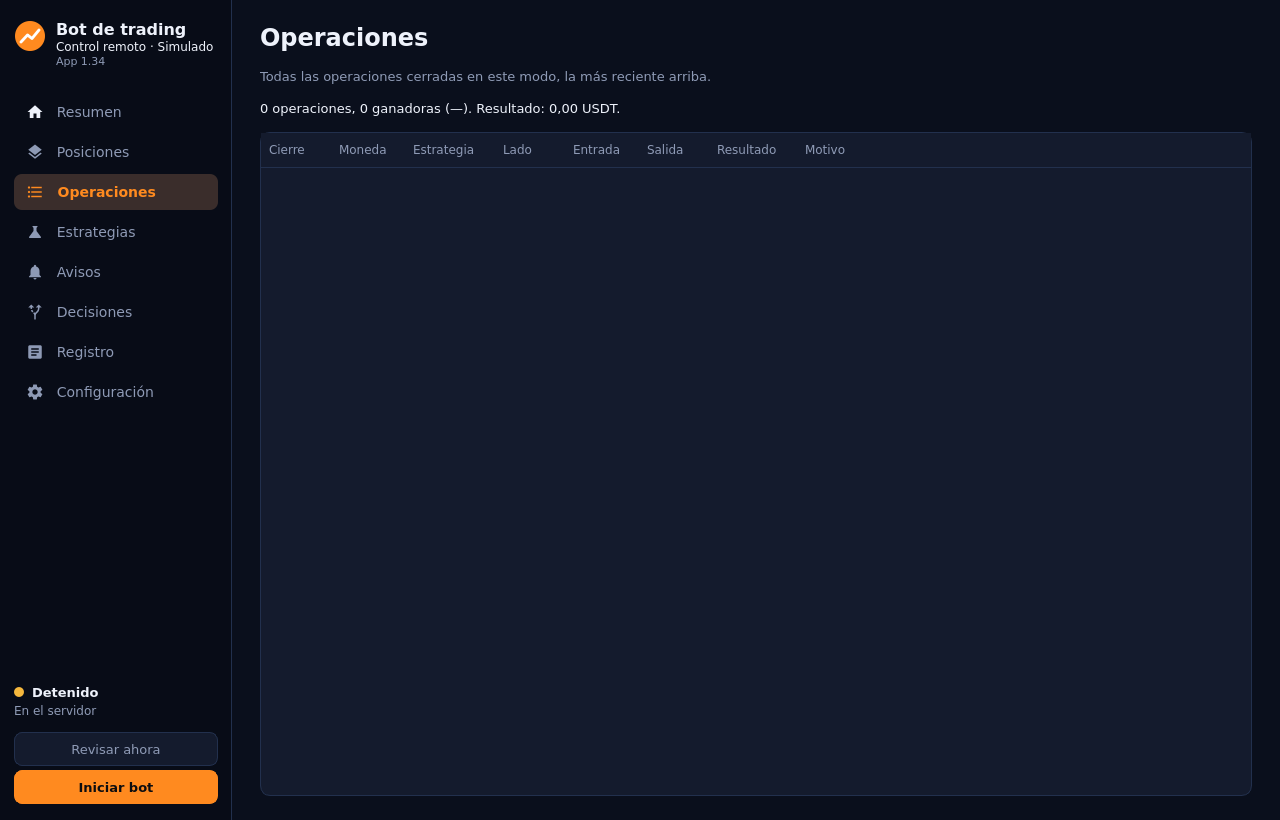 Bot de trading
Control remoto · Simulado
App 1.34
Resumen
Posiciones
Operaciones
Estrategias
Avisos
Decisiones
Registro
Configuración
Detenido
En el servidor
Revisar ahora
Iniciar bot
Operaciones
Todas las operaciones cerradas en este modo, la más reciente arriba.
0 operaciones, 0 ganadoras (—). Resultado: 0,00 USDT.
Cierre Moneda Estrategia Lado Entrada Salida Resultado Motivo